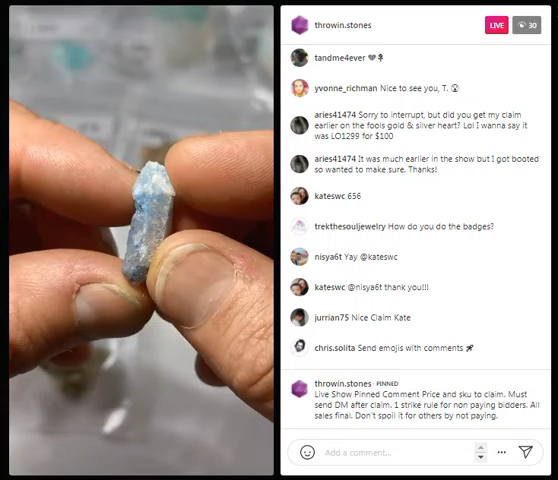 throwin.stones
LIVE
30
tandme4ever
yvonne_richman Nice to see you, T.
aries41474 Sorry to interrupt, but did you get my claim
earlier on the fools gold & silver heart? Lol I wanna say it
was LO1299 for $100
aries41474 It was much earlier in the show but I got booted
so wanted to make sure. Thanks!
kateswc 656
trekthesouljewelry How do you do the badges?
nisya6t Yay @kateswc
kateswc @nisya6t thank you!!!
jurrian75 Nice Claim Kate
chris.solita Send emojis with comments
throwin.stones · PINNED
Live Show Pinned Comment Price and sku to claim. Must
send DM after claim. 1 strike rule for non paying bidders. All
sales final. Don't spoil it for others by not paying.
Add a comment...